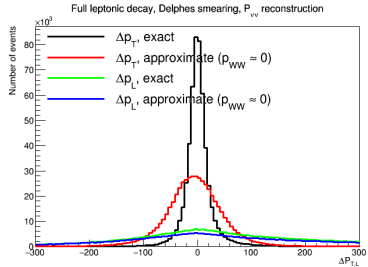 Full leptonic decay, Delphes smearing, P_νν reconstruction
×10³
Number of events
Δp_T, exact
Δp_T, approximate (p_WW ≈ 0)
Δp_L, exact
Δp_L, approximate (p_WW ≈ 0)
80
70
60
50
40
30
20
10
0
−300 −200 −100 0 100 200 300
ΔP_T,L